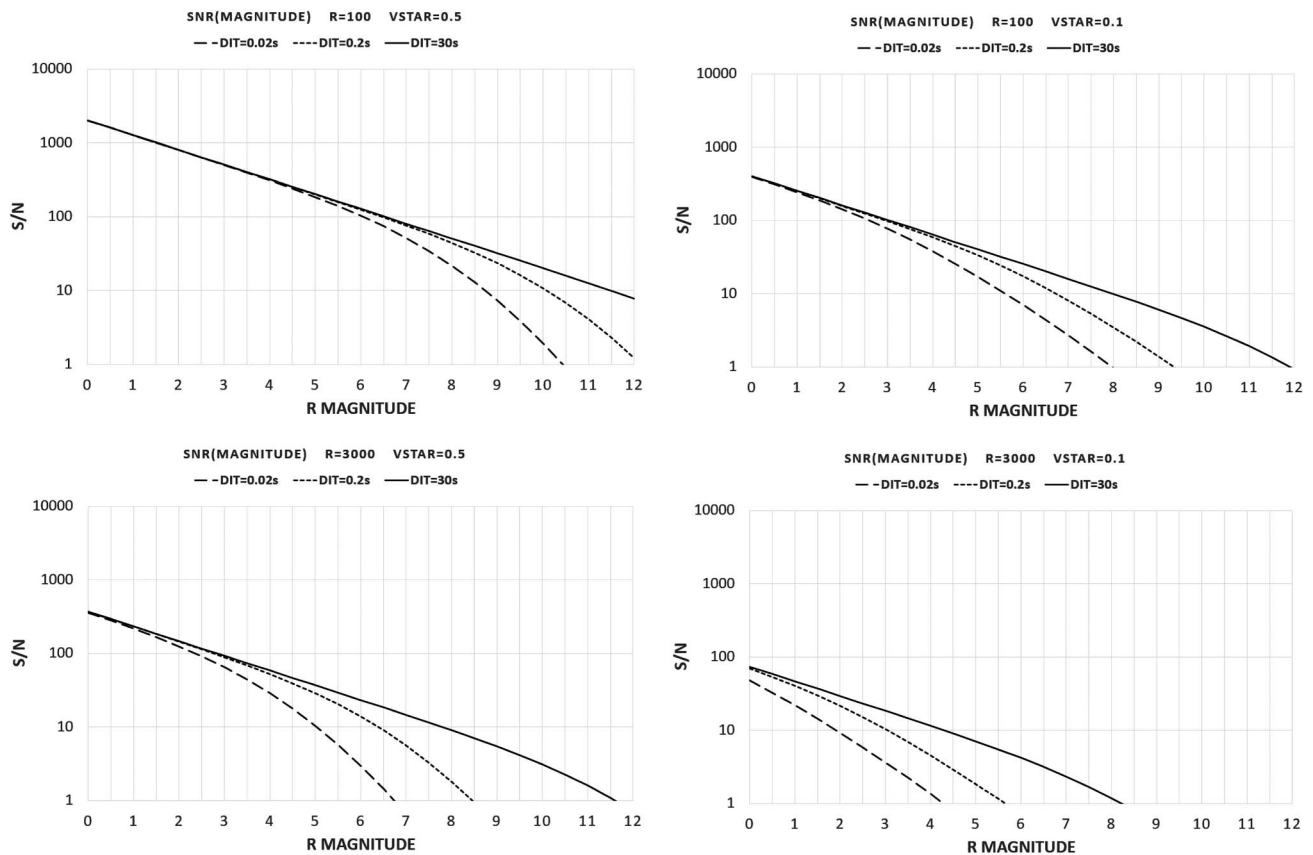 SNR(MAGNITUDE) R=100 VSTAR=0.5
DIT=0.02s DIT=0.2s DIT=30s
10000
1000
100
10
1
S/N
0 1 2 3 4 5 6 7 8 9 10 11 12
R MAGNITUDE
SNR(MAGNITUDE) R=100 VSTAR=0.1
DIT=0.02s DIT=0.2s DIT=30s
10000
1000
100
10
1
S/N
0 1 2 3 4 5 6 7 8 9 10 11 12
R MAGNITUDE
SNR(MAGNITUDE) R=3000 VSTAR=0.5
DIT=0.02s DIT=0.2s DIT=30s
10000
1000
100
10
1
S/N
0 1 2 3 4 5 6 7 8 9 10 11 12
R MAGNITUDE
SNR(MAGNITUDE) R=3000 VSTAR=0.1
DIT=0.02s DIT=0.2s DIT=30s
10000
1000
100
10
1
S/N
0 1 2 3 4 5 6 7 8 9 10 11 12
R MAGNITUDE